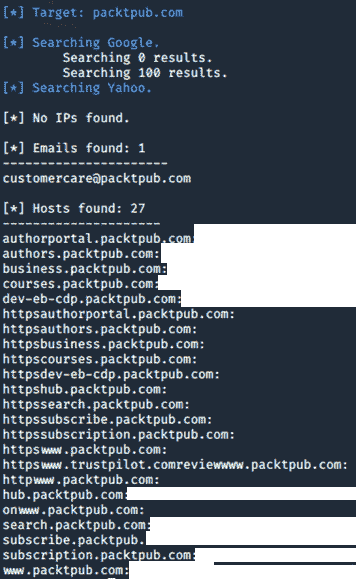 [*] Target: packtpub.com
[*] Searching Google.
Searching 0 results.
Searching 100 results.
[*] Searching Yahoo.
[*] No IPs found.
[*] Emails found: 1
----------------------
customercare@packtpub.com
[*] Hosts found: 27
---------------------
authorportal.packtpub.com:
authors.packtpub.com:
business.packtpub.com:
courses.packtpub.com:
dev-eb-cdp.packtpub.com:
httpsauthorportal.packtpub.com:
httpsauthors.packtpub.com:
httpsbusiness.packtpub.com:
httpscourses.packtpub.com:
httpsdev-eb-cdp.packtpub.com:
httpshub.packtpub.com:
httpssearch.packtpub.com:
httpssubscribe.packtpub.com:
httpssubscription.packtpub.com:
httpswww.packtpub.com:
httpswww.trustpilot.comreviewwww.packtpub.com:
httpwww.packtpub.com:
hub.packtpub.com:
onwww.packtpub.com:
search.packtpub.com:
subscribe.packtpub.
subscription.packtpub.com:
www.packtpub.com: